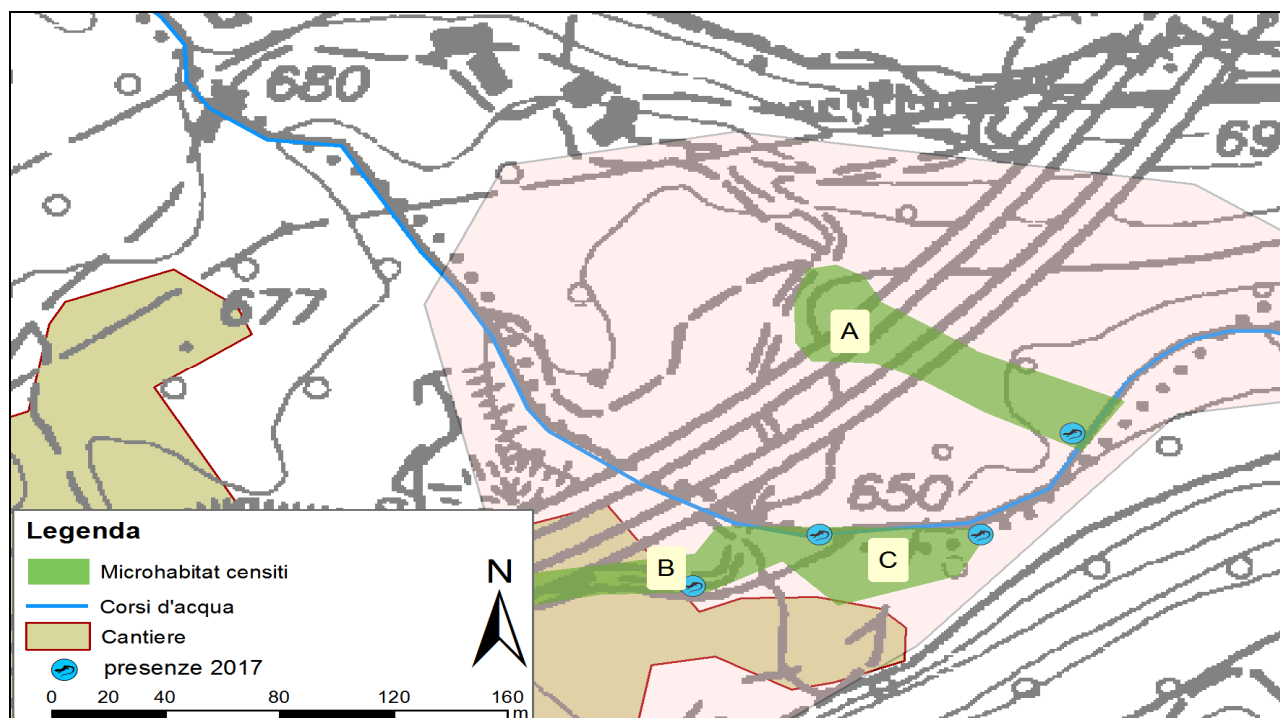 680
69
677
A
650
C
B
N
Legenda
Microhabitat censiti
Corsi d'acqua
Cantiere
presenze 2017
0 20 40 80 120 160
m